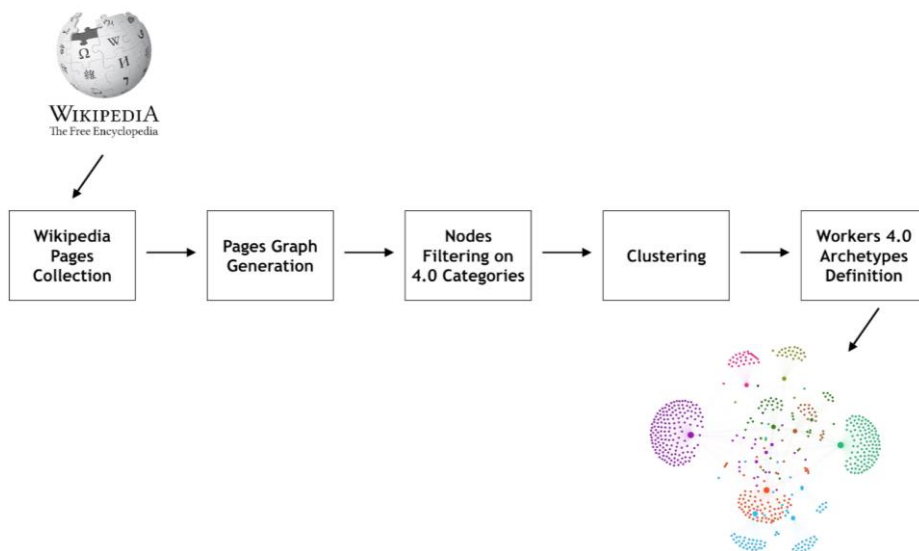 WIKIPEDIA
The Free Encyclopedia
Wikipedia
Pages
Collection
Pages Graph
Generation
Nodes
Filtering on
4.0 Categories
Clustering
Workers 4.0
Archetypes
Definition